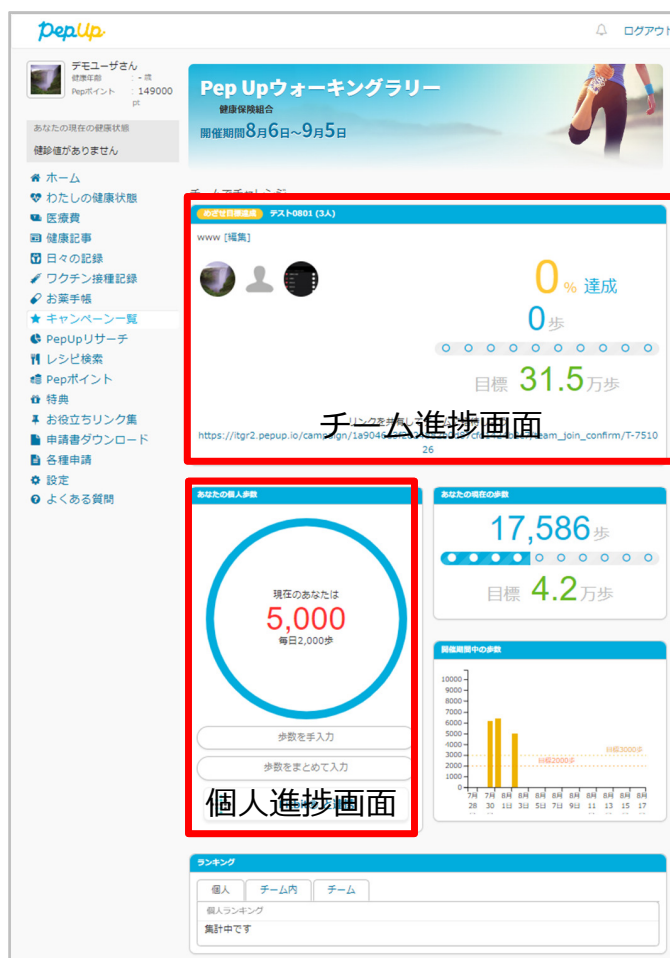 PepUp
ログアウト
デモユーザさん
健康年齢 : - 歳
Pepポイント : 149000
pt
あなたの現在の健康状態
健診値がありません
ホーム
わたしの健康状態
医療費
健康記事
日々の記録
ワクチン接種記録
お薬手帳
キャンペーン一覧
PepUpリサーチ
レシピ検索
Pepポイント
特典
お役立ちリンク集
申請書ダウンロード
各種申請
設定
よくある質問
Pep Upウォーキングラリー
健康保険組合
開催期間8月6日～9月5日
チームでチャレンジ
めざせ目標達成 テスト0801 (3人)
www [編集]
0% 達成
0歩
目標 31.5万歩
チーム進捗画面
あなたの個人歩数
現在のあなたは
5,000
毎日2,000歩
歩数を手入力
歩数をまとめて入力
個人進捗画面
あなたの現在の歩数
17,586歩
目標 4.2万歩
開催期間中の歩数
10000
9000
8000
7000
6000
5000
4000
3000
2000
1000
0
目標3000歩
目標2000歩
7月 7月 8月 8月 8月 8月 8月 8月 8月 8月
28 30 1日 3日 5日 7日 9日 11 13 15 17
ランキング
個人 チーム内 チーム
個人ランキング
集計中です